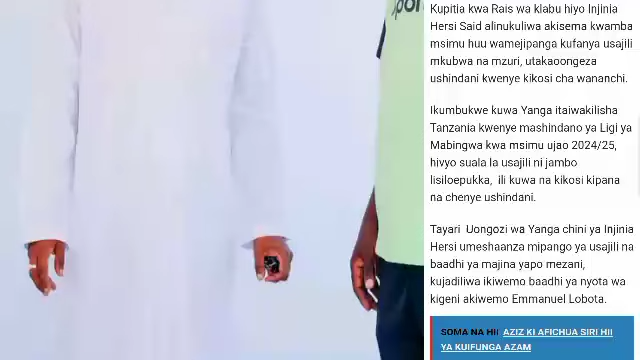 Kupitia kwa Rais wa klabu hiyo Injinia
Hersi Said alinukuliwa akisema kwamba
msimu huu wamejipanga kufanya usajili
mkubwa na mzuri, utakaoongeza
ushindani kwenye kikosi cha wananchi.
Ikumbukwe kuwa Yanga itaiwakilisha
Tanzania kwenye mashindano ya Ligi ya
Mabingwa kwa msimu ujao 2024/25,
hivyo suala la usajili ni jambo
lisiloepukka, ili kuwa na kikosi kipana
na chenye ushindani.
Tayari Uongozi wa Yanga chini ya Injinia
Hersi umeshaanza mipango ya usajili na
baadhi ya majina yapo mezani,
kujadiliwa ikiwemo baadhi ya nyota wa
kigeni akiwemo Emmanuel Lobota.
SOMA NA HII AZIZ KI AFICHUA SIRI HII
YA KUIFUNGA AZAM